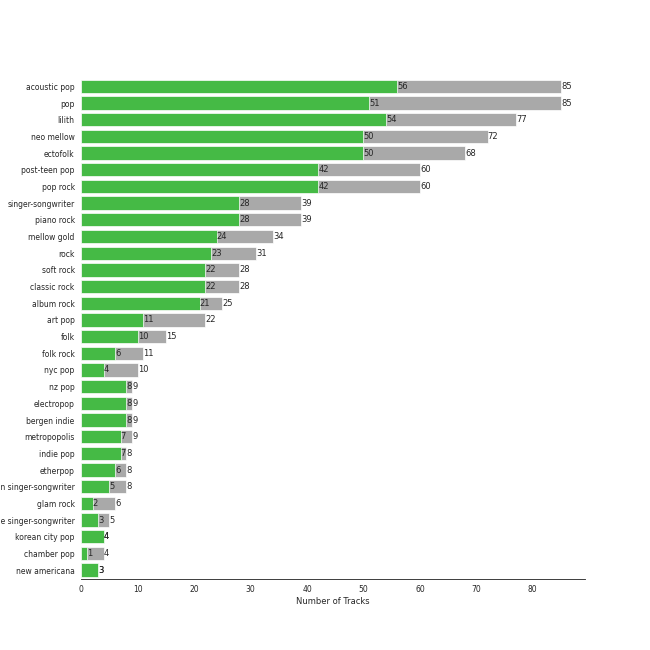 acoustic pop 56 85
pop 51 85
lilith 54 77
neo mellow 50 72
ectofolk 50 68
post-teen pop 42 60
pop rock 42 60
singer-songwriter 28 39
piano rock 28 39
mellow gold 24 34
rock 23 31
soft rock 22 28
classic rock 22 28
album rock 21 25
art pop 11 22
folk 10 15
folk rock 6 11
nyc pop 4 10
nz pop 8 9
electropop 8 9
bergen indie 8 9
metropopolis 7 9
indie pop 7 8
etherpop 6 8
n singer-songwriter 5 8
glam rock 2 6
e singer-songwriter 3 5
korean city pop 4
chamber pop 1 4
new americana 3
0 10 20 30 40 50 60 70 80
Number of Tracks